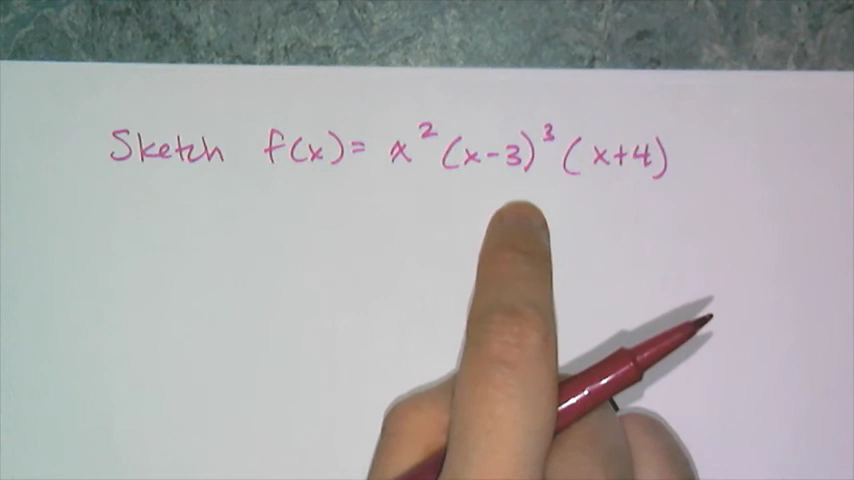 Sketch f(x) = x² (x-3)³ (x+4)